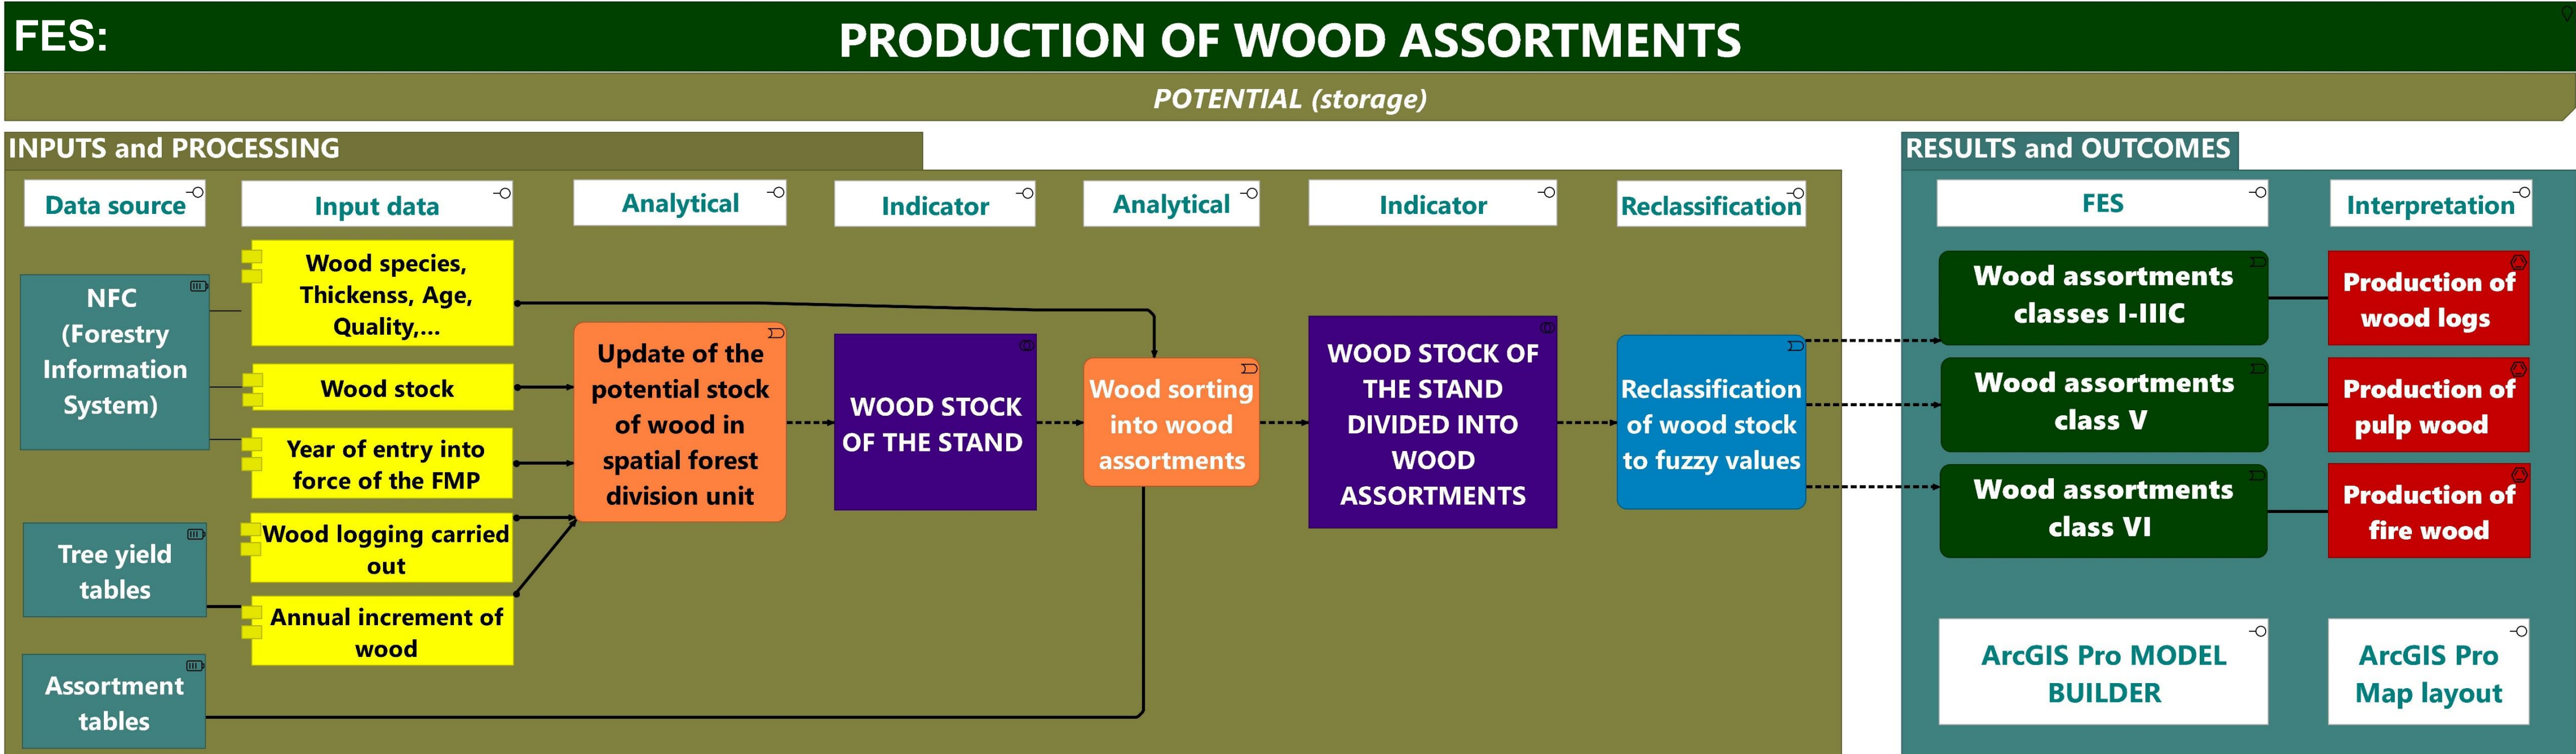 FES:
PRODUCTION OF WOOD ASSORTMENTS
POTENTIAL (storage)
INPUTS and PROCESSING
RESULTS and OUTCOMES
Data source
Input data
Analytical
Indicator
Analytical
Indicator
Reclassification
FES
Interpretation
NFC
(Forestry
Information
System)
Tree yield
tables
Assortment
tables
Wood species,
Thickenss, Age,
Quality,...
Wood stock
Year of entry into
force of the FMP
Wood logging carried
out
Annual increment of
wood
Update of the
potential stock
of wood in
spatial forest
division unit
WOOD STOCK
OF THE STAND
Wood sorting
into wood
assortments
WOOD STOCK OF
THE STAND
DIVIDED INTO
WOOD
ASSORTMENTS
Reclassification
of wood stock
to fuzzy values
Wood assortments
classes I-IIIC
Wood assortments
class V
Wood assortments
class VI
Production of
wood logs
Production of
pulp wood
Production of
fire wood
ArcGIS Pro MODEL
BUILDER
ArcGIS Pro
Map layout